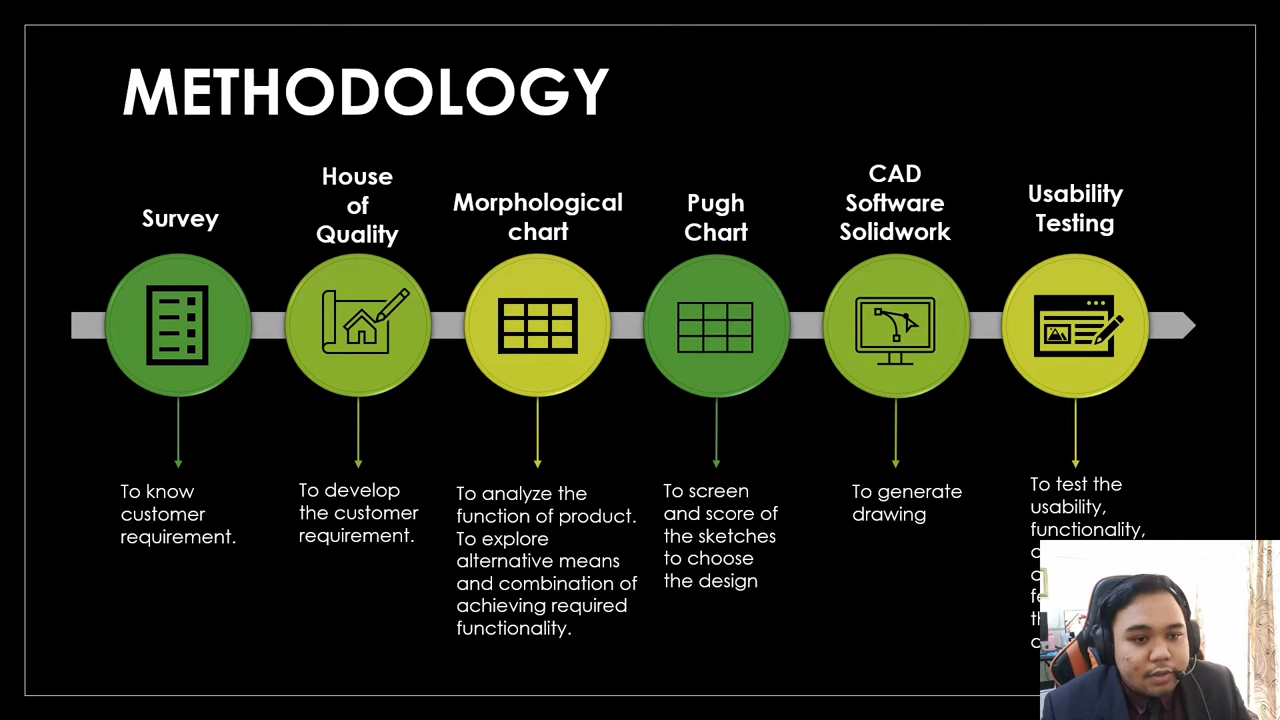 METHODOLOGY
Survey
House
of
Quality
Morphological
chart
Pugh
Chart
CAD
Software
Solidwork
Usability
Testing
To know
customer
requirement.
To develop
the customer
requirement.
To analyze the
function of product.
To explore
alternative means
and combination of
achieving required
functionality.
To screen
and score of
the sketches
to choose
the design
To generate
drawing
To test the
usability,
functionality,